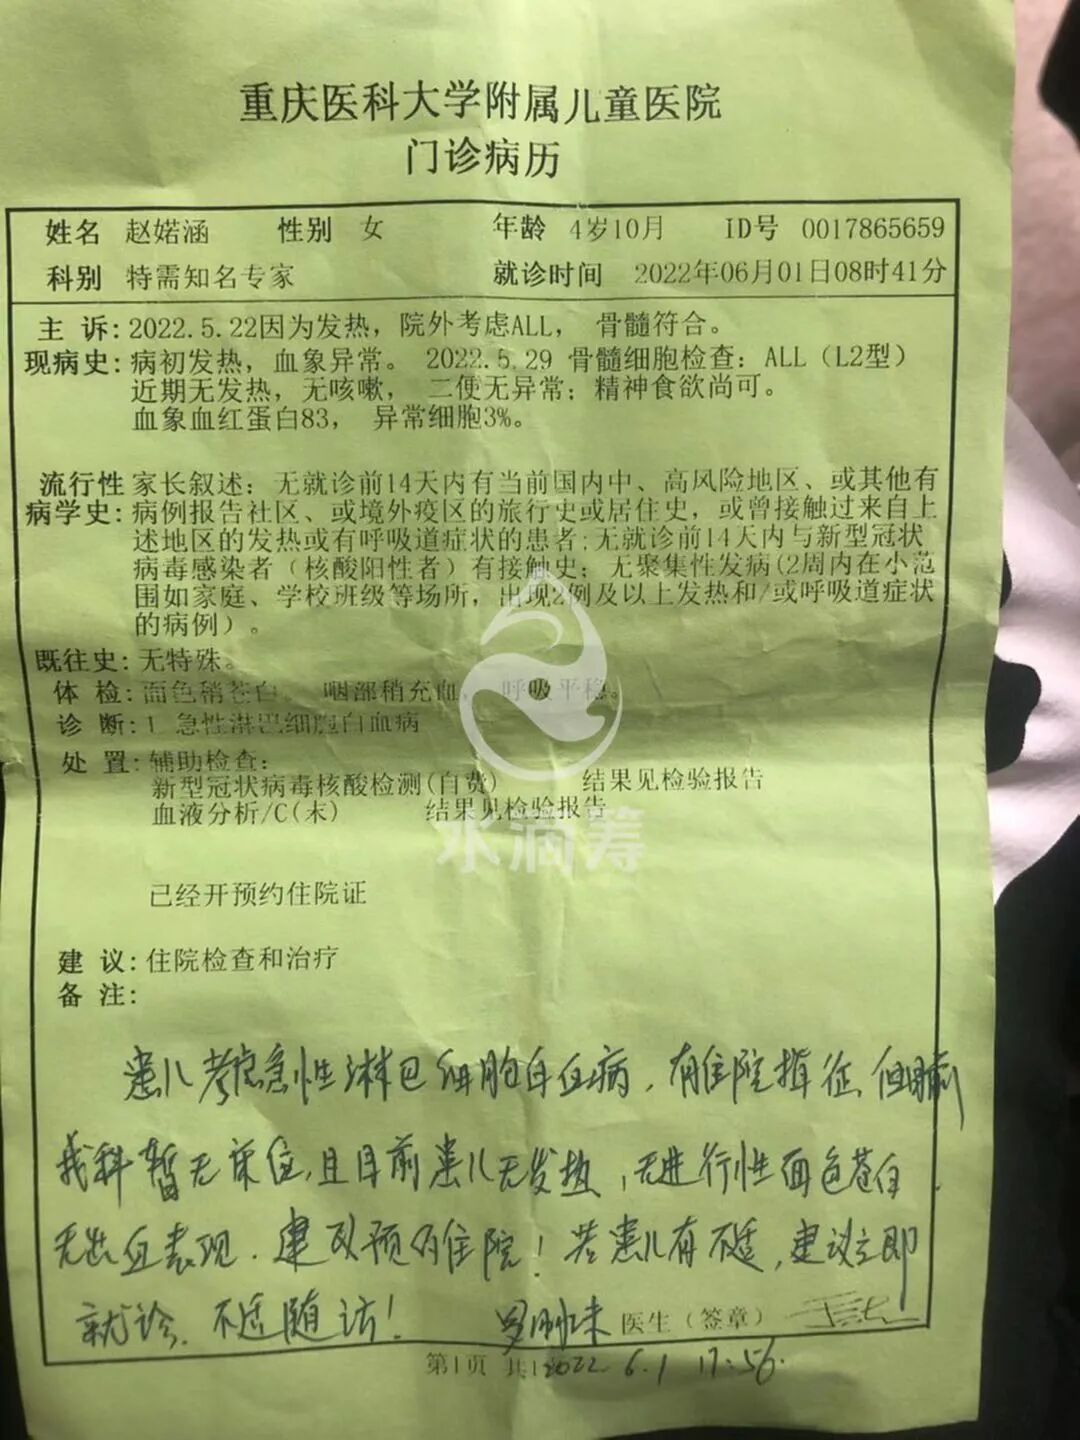 重庆医科大学附属儿童医院
门诊病历
姓名 赵婼涵 性别 女 年龄 4岁10月 ID号 0017865659
科别 特需知名专家 就诊时间 2022年06月01日08时41分
主 诉: 2022.5.22因为发热，院外考虑ALL， 骨髓符合。
现病史: 病初发热，血象异常。 2022.5.29 骨髓细胞检查：ALL（L2型）
近期无发热，无咳嗽， 二便无异常；精神食欲尚可。
血象血红蛋白83， 异常细胞3%。
流行性 家长叙述：无就诊前14天内有当前国内中、高风险地区、或其他有
病学史: 病例报告社区、或境外疫区的旅行史或居住史，或曾接触过来自上
述地区的发热或有呼吸道症状的患者;无就诊前14天内与新型冠状
病毒感染者（核酸阳性者）有接触史；无聚集性发病(2周内在小范
围如家庭、学校班级等场所，出现2例及以上发热和/或呼吸道症状
的病例）。
既往史: 无特殊。
体 检: 面色稍苍白。 咽部稍充血， 呼吸平稳。
诊 断: 1 急性淋巴细胞白血病
处 置: 辅助检查：
新型冠状病毒核酸检测(自费) 结果见检验报告
血液分析/C(末) 结果见检验报告
水滴筹
已经开预约住院证
建 议: 住院检查和治疗
备 注:
患儿考虑急性淋巴细胞白血病，有住院指征，但目前
我科暂无床位，且目前患儿无发热，无进行性面色苍白，
无出血表现，建议预约住院！若患儿有不适，建议立即
就诊，不适随访！ 医生（签章）
第1页 共1 2022 6.1 17:56.